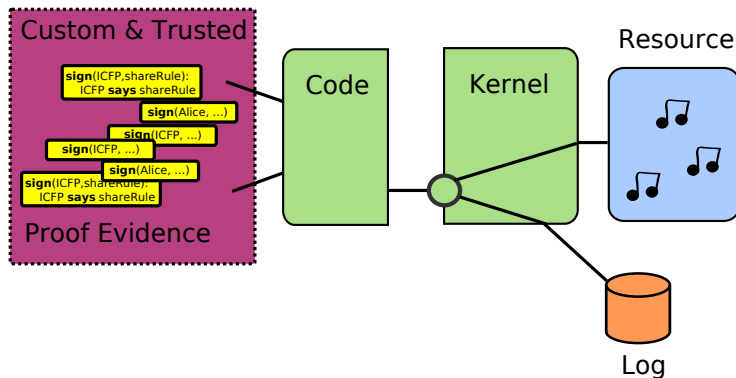 Custom & Trusted
sign(ICFP,shareRule):
ICFP says shareRule
sign(Alice, ...)
sign(ICFP, ...)
sign(ICFP, ...)
sign(Alice, ...)
sign(ICFP,shareRule):
ICFP says shareRule
Proof Evidence
Code
Kernel
Resource
Log